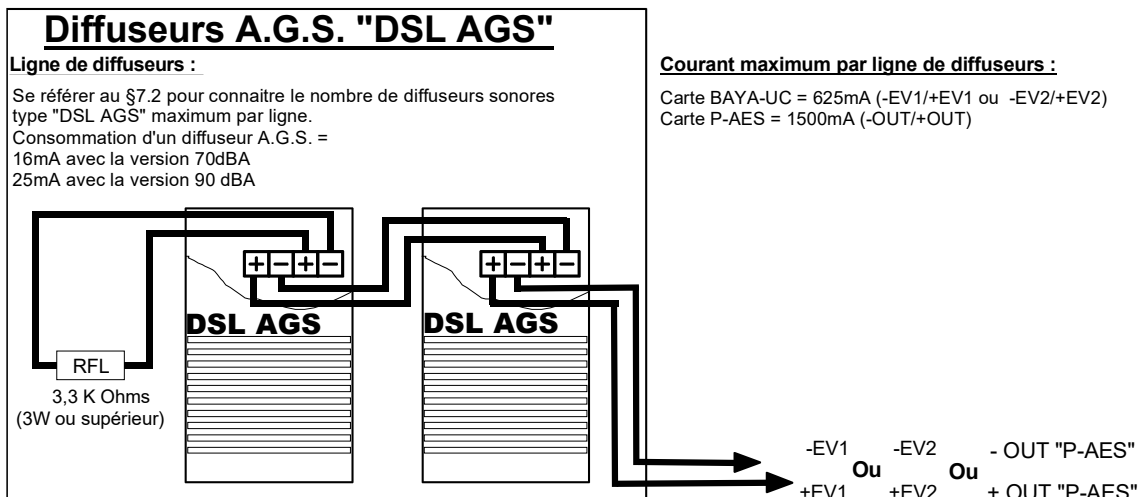 Diffuseurs A.G.S. "DSL AGS"
Ligne de diffuseurs :
Se référer au §7.2 pour connaitre le nombre de diffuseurs sonores
type "DSL AGS" maximum par ligne.
Consommation d'un diffuseur A.G.S. =
16mA avec la version 70dBA
25mA avec la version 90 dBA
Courant maximum par ligne de diffuseurs :
Carte BAYA-UC = 625mA (-EV1/+EV1 ou -EV2/+EV2)
Carte P-AES = 1500mA (-OUT/+OUT)
+ − + −
+ − + −
DSL AGS
DSL AGS
RFL
3,3 K Ohms
(3W ou supérieur)
-EV1 Ou -EV2 Ou - OUT "P-AES"
+EV1 +EV2 + OUT "P-AES"